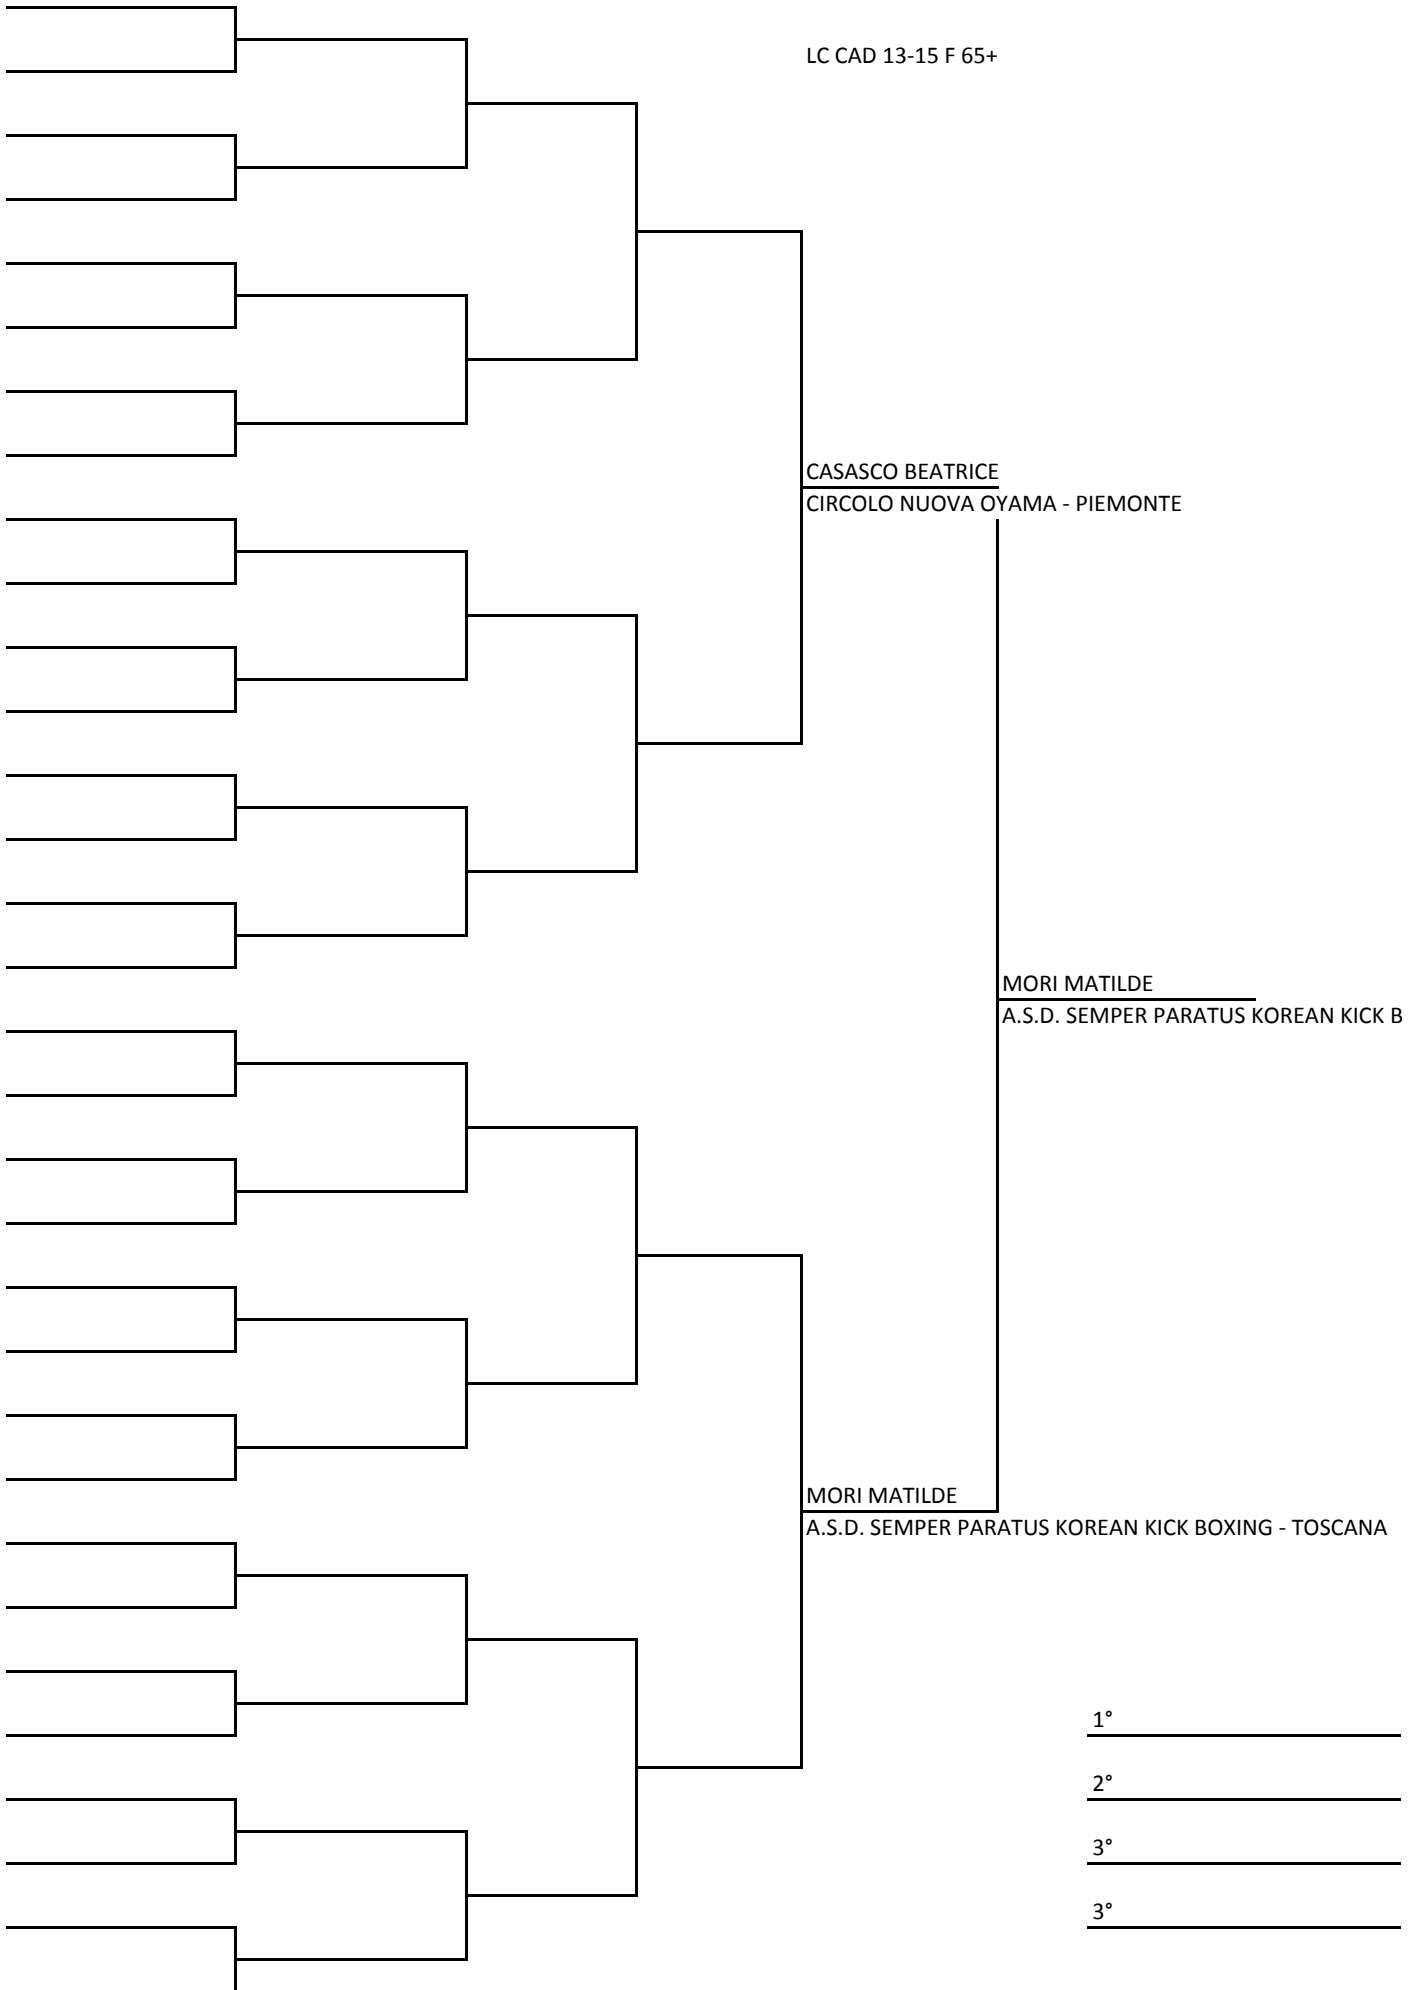 LC CAD 13-15 F 65+
CASASCO BEATRICE
CIRCOLO NUOVA OYAMA - PIEMONTE
MORI MATILDE
A.S.D. SEMPER PARATUS KOREAN KICK B
MORI MATILDE
A.S.D. SEMPER PARATUS KOREAN KICK BOXING - TOSCANA
1°
2°
3°
3°